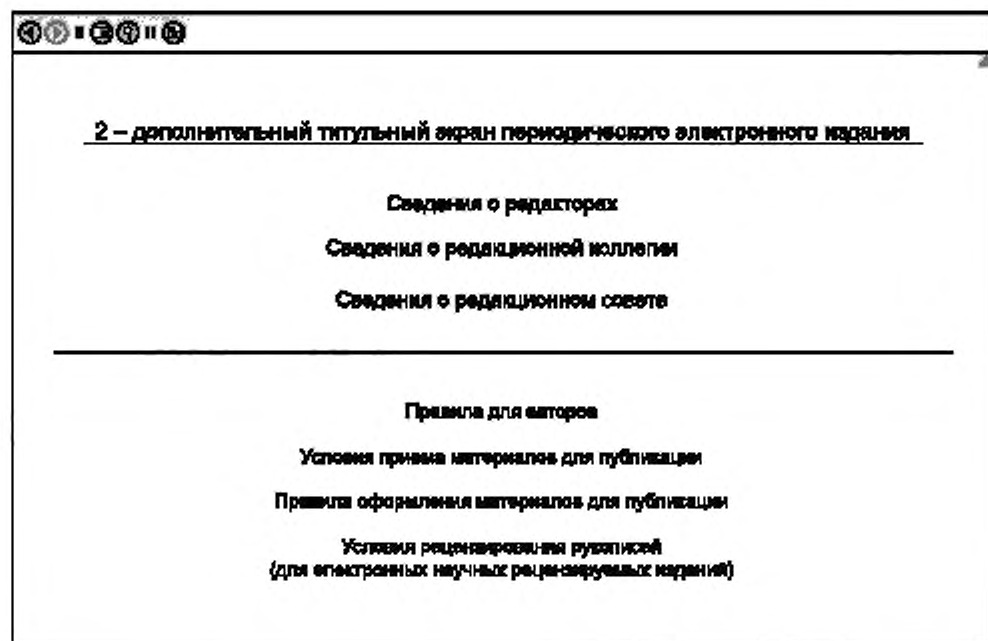 2 – дополнительный титульный экран периодического электронного издания
Сведения о редакторах
Сведения о редакционной коллегии
Сведения о редакционном совете
Правила для авторов
Условия приема материалов для публикации
Правила оформления материалов для публикации
Условия рецензирования рукописей
(для электронных научных рецензируемых изданий)